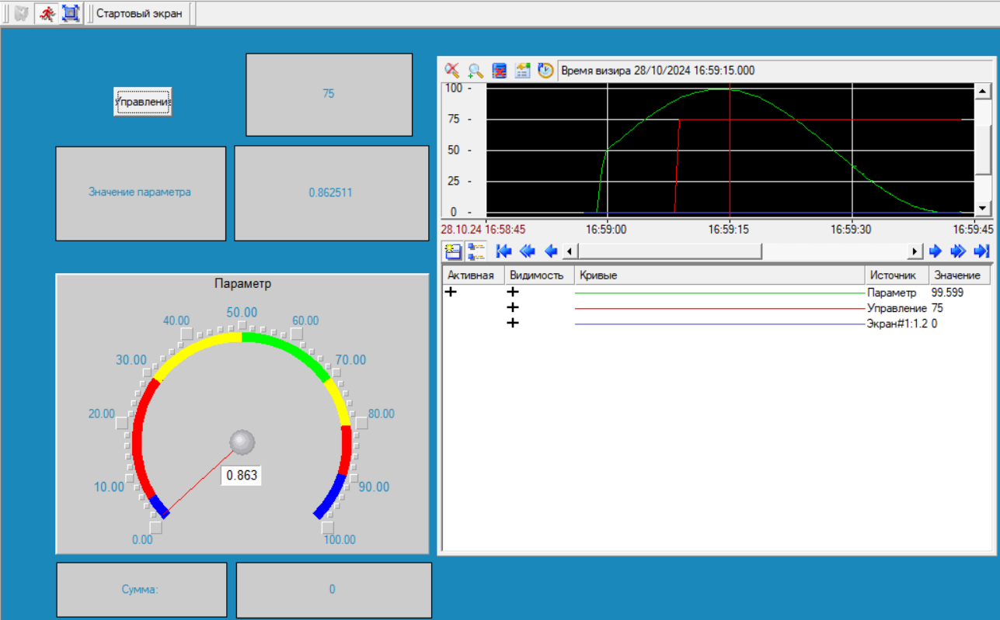 Стартовый экран
75
Управление
Значение параметра
0.862511
Параметр
0.00
10.00
20.00
30.00
40.00
50.00
60.00
70.00
80.00
90.00
100.00
0.863
Сумма:
0
Время визира 28/10/2024 16:59:15.000
100 -
75 -
50 -
25 -
0 -
28.10.24 16:58:45 16:59:00 16:59:15 16:59:30 16:59:45
Активная Видимость Кривые Источник Значение
Параметр 99.599
Управление 75
Экран#1:1.2 0